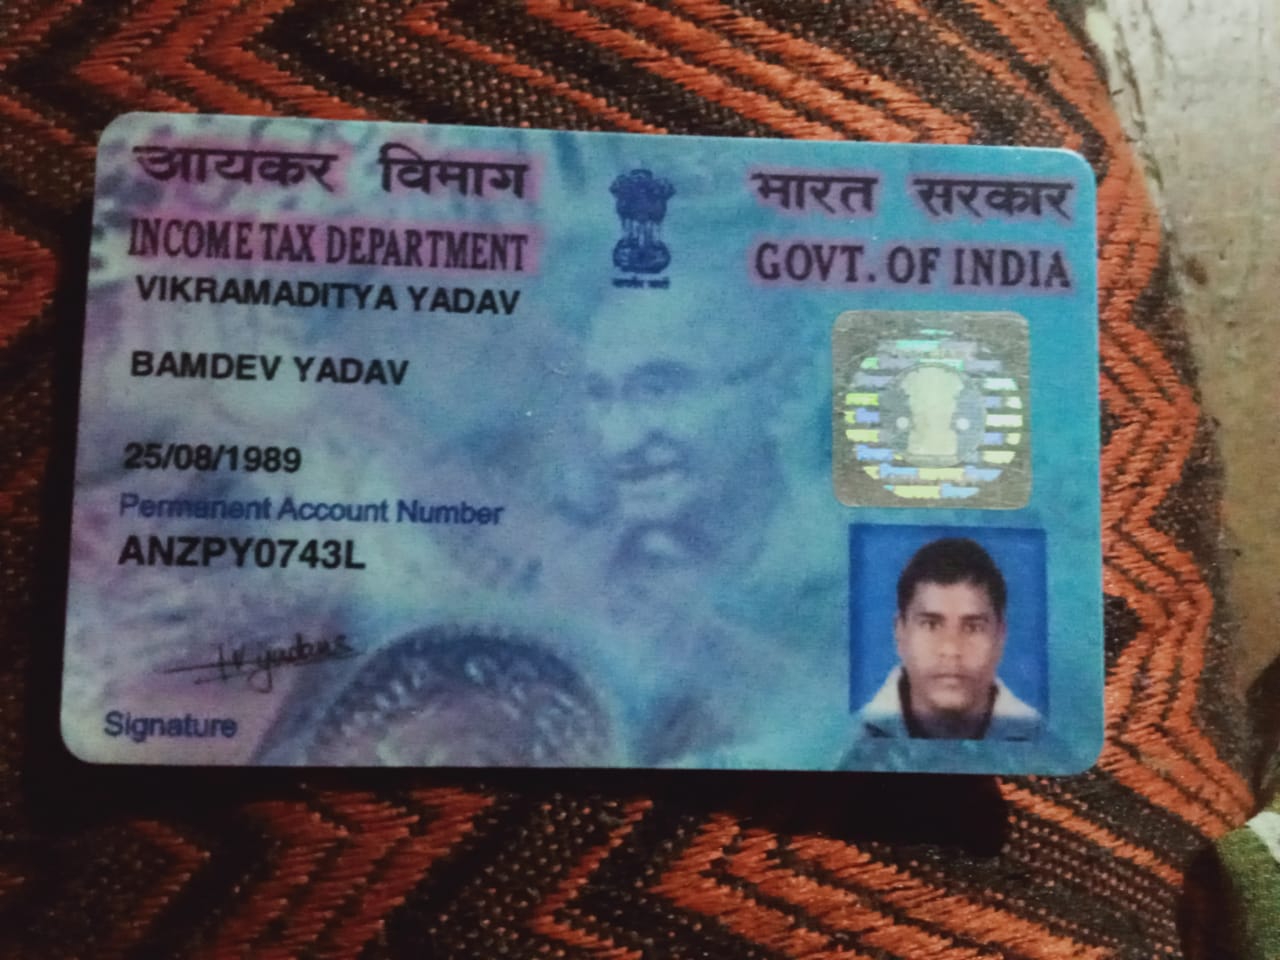 आयकर विभाग
भारत सरकार
INCOME TAX DEPARTMENT
GOVT. OF INDIA
VIKRAMADITYA YADAV
BAMDEV YADAV
25/08/1989
Permanent Account Number
ANZPY0743L
Signature